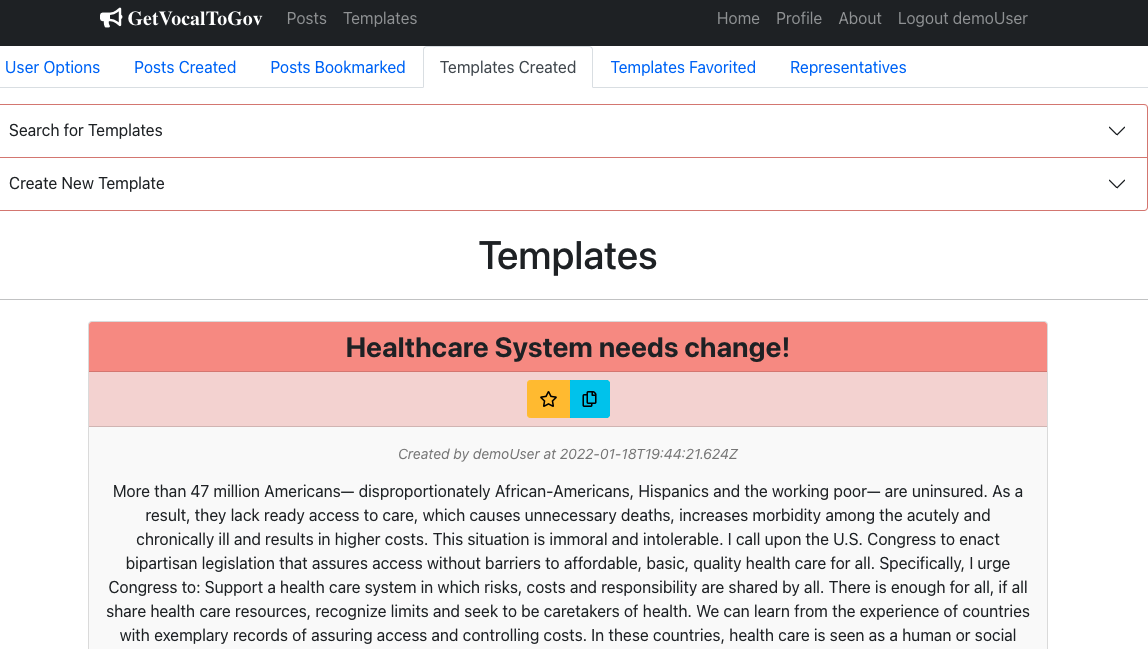 GetVocalToGov Posts Templates Home Profile About Logout demoUser
User Options Posts Created Posts Bookmarked Templates Created Templates Favorited Representatives
Search for Templates
Create New Template
Templates
Healthcare System needs change!
Created by demoUser at 2022-01-18T19:44:21.624Z
More than 47 million Americans— disproportionately African-Americans, Hispanics and the working poor— are uninsured. As a
result, they lack ready access to care, which causes unnecessary deaths, increases morbidity among the acutely and
chronically ill and results in higher costs. This situation is immoral and intolerable. I call upon the U.S. Congress to enact
bipartisan legislation that assures access without barriers to affordable, basic, quality health care for all. Specifically, I urge
Congress to: Support a health care system in which risks, costs and responsibility are shared by all. There is enough for all, if all
share health care resources, recognize limits and seek to be caretakers of health. We can learn from the experience of countries
with exemplary records of assuring access and controlling costs. In these countries, health care is seen as a human or social